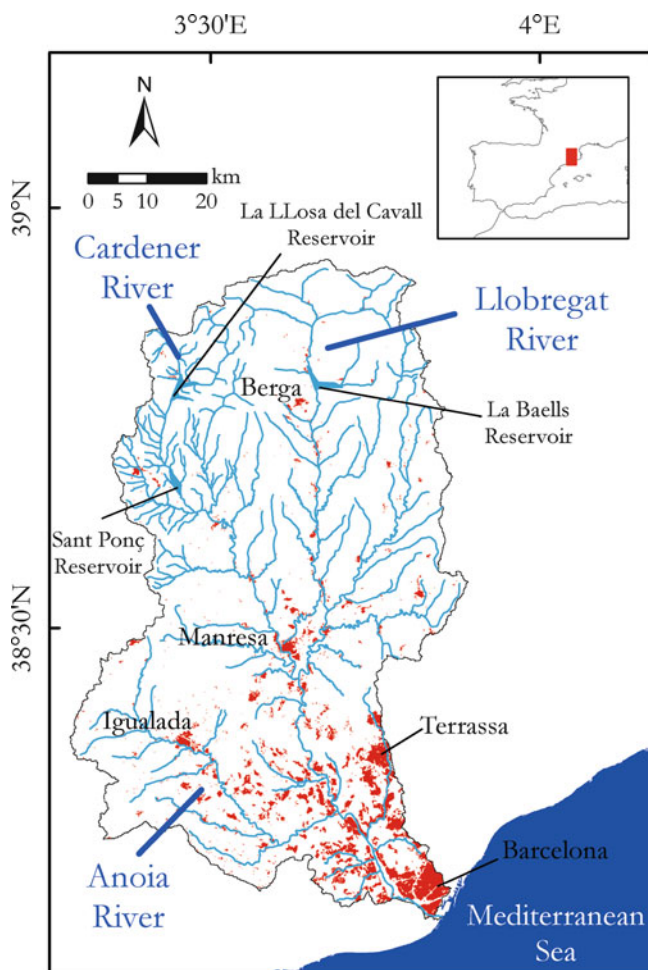 3°30'E
4°
N
km
0 5 10 20
39°N
La LLosa del Cavall
Reservoir
Cardener
River
Llobregat
River
Berga
La Baells
Reservoir
Sant Ponç
Reservoir
38°30'N
Manresa
Igualada
Terrassa
Barcelona
Anoia
River
Mediterranean
Sea